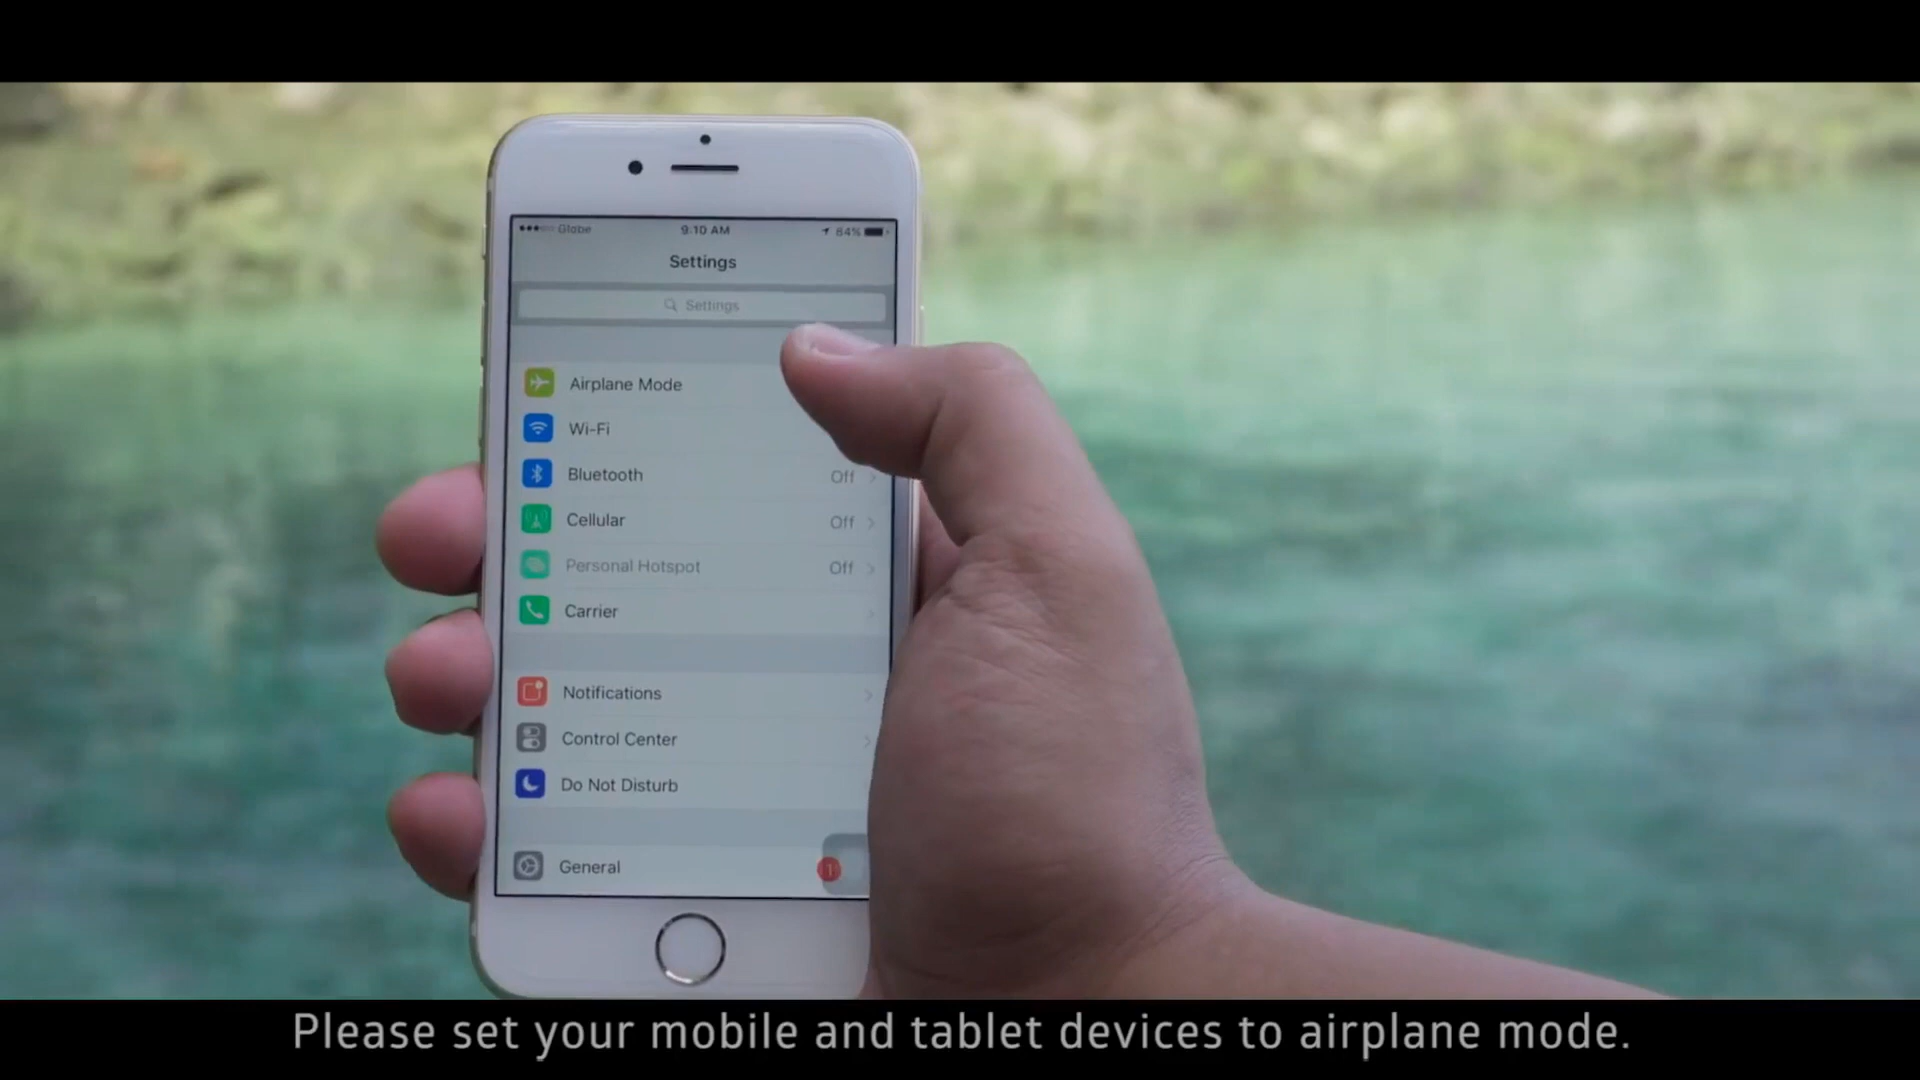 Globe 9:10 AM 84%
Settings
Settings
Airplane Mode
Wi-Fi
Bluetooth Off
Cellular Off
Personal Hotspot Off
Carrier
Notifications
Control Center
Do Not Disturb
General 1
Please set your mobile and tablet devices to airplane mode.